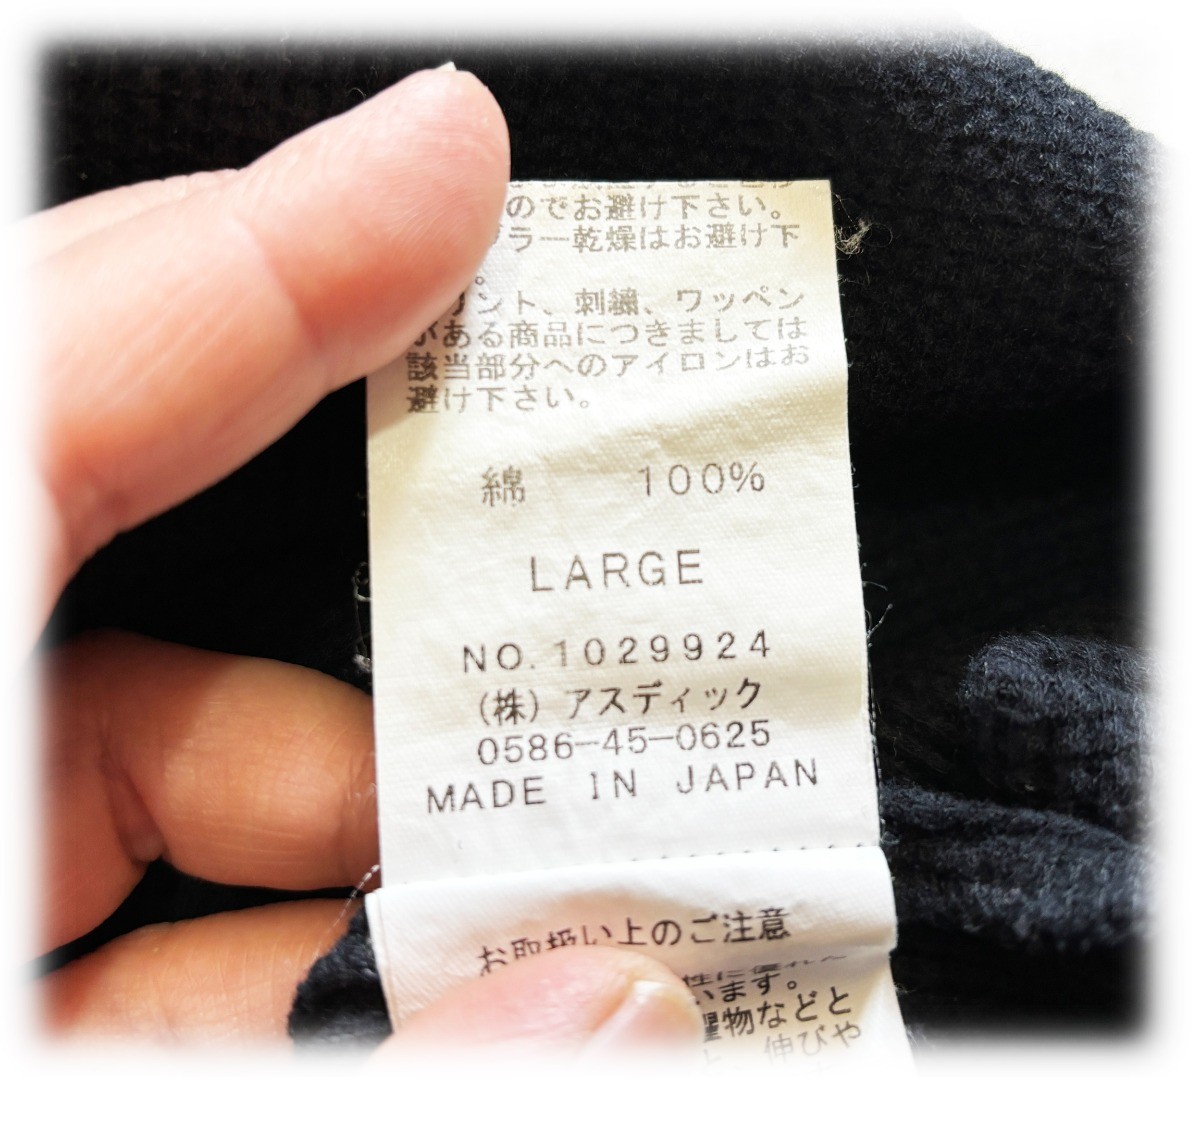 のでお避け下さい。
ラー乾燥はお避け下
。
リント、刺繍、ワッペン
がある商品につきましては
該当部分へのアイロンはお
避け下さい。
綿 100%
LARGE
NO.1029924
(株) アスディック
0586-45-0625
MADE IN JAPAN
お取扱い上のご注意
います。
物などと
伸びや